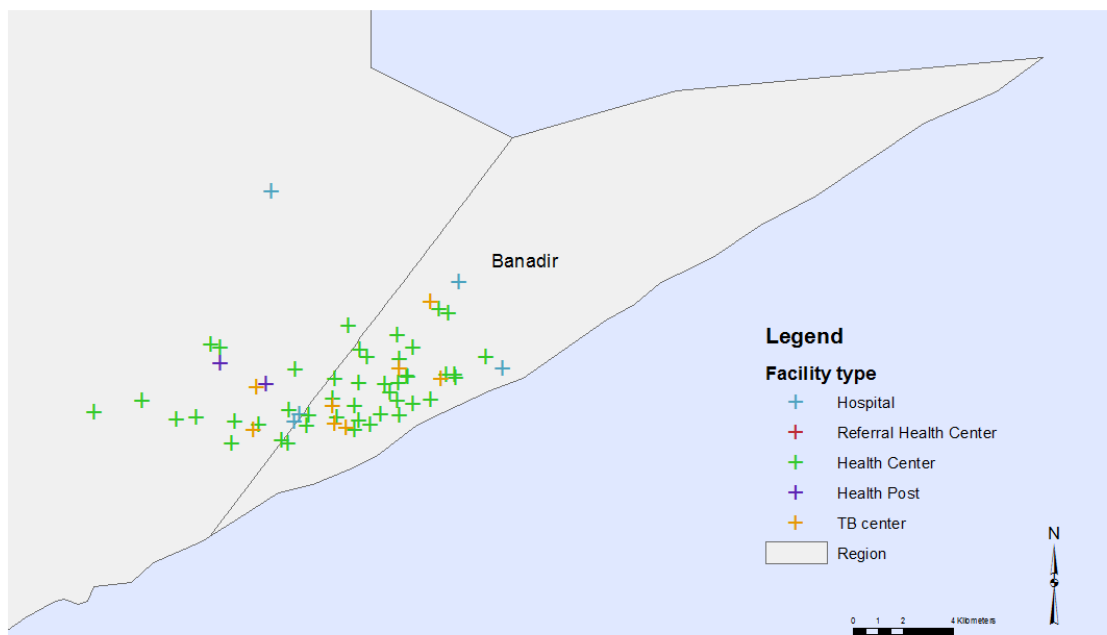 Banadir
Legend
Facility type
Hospital
Referral Health Center
Health Center
Health Post
TB center
Region
N
0 1 2 4 Kilometers